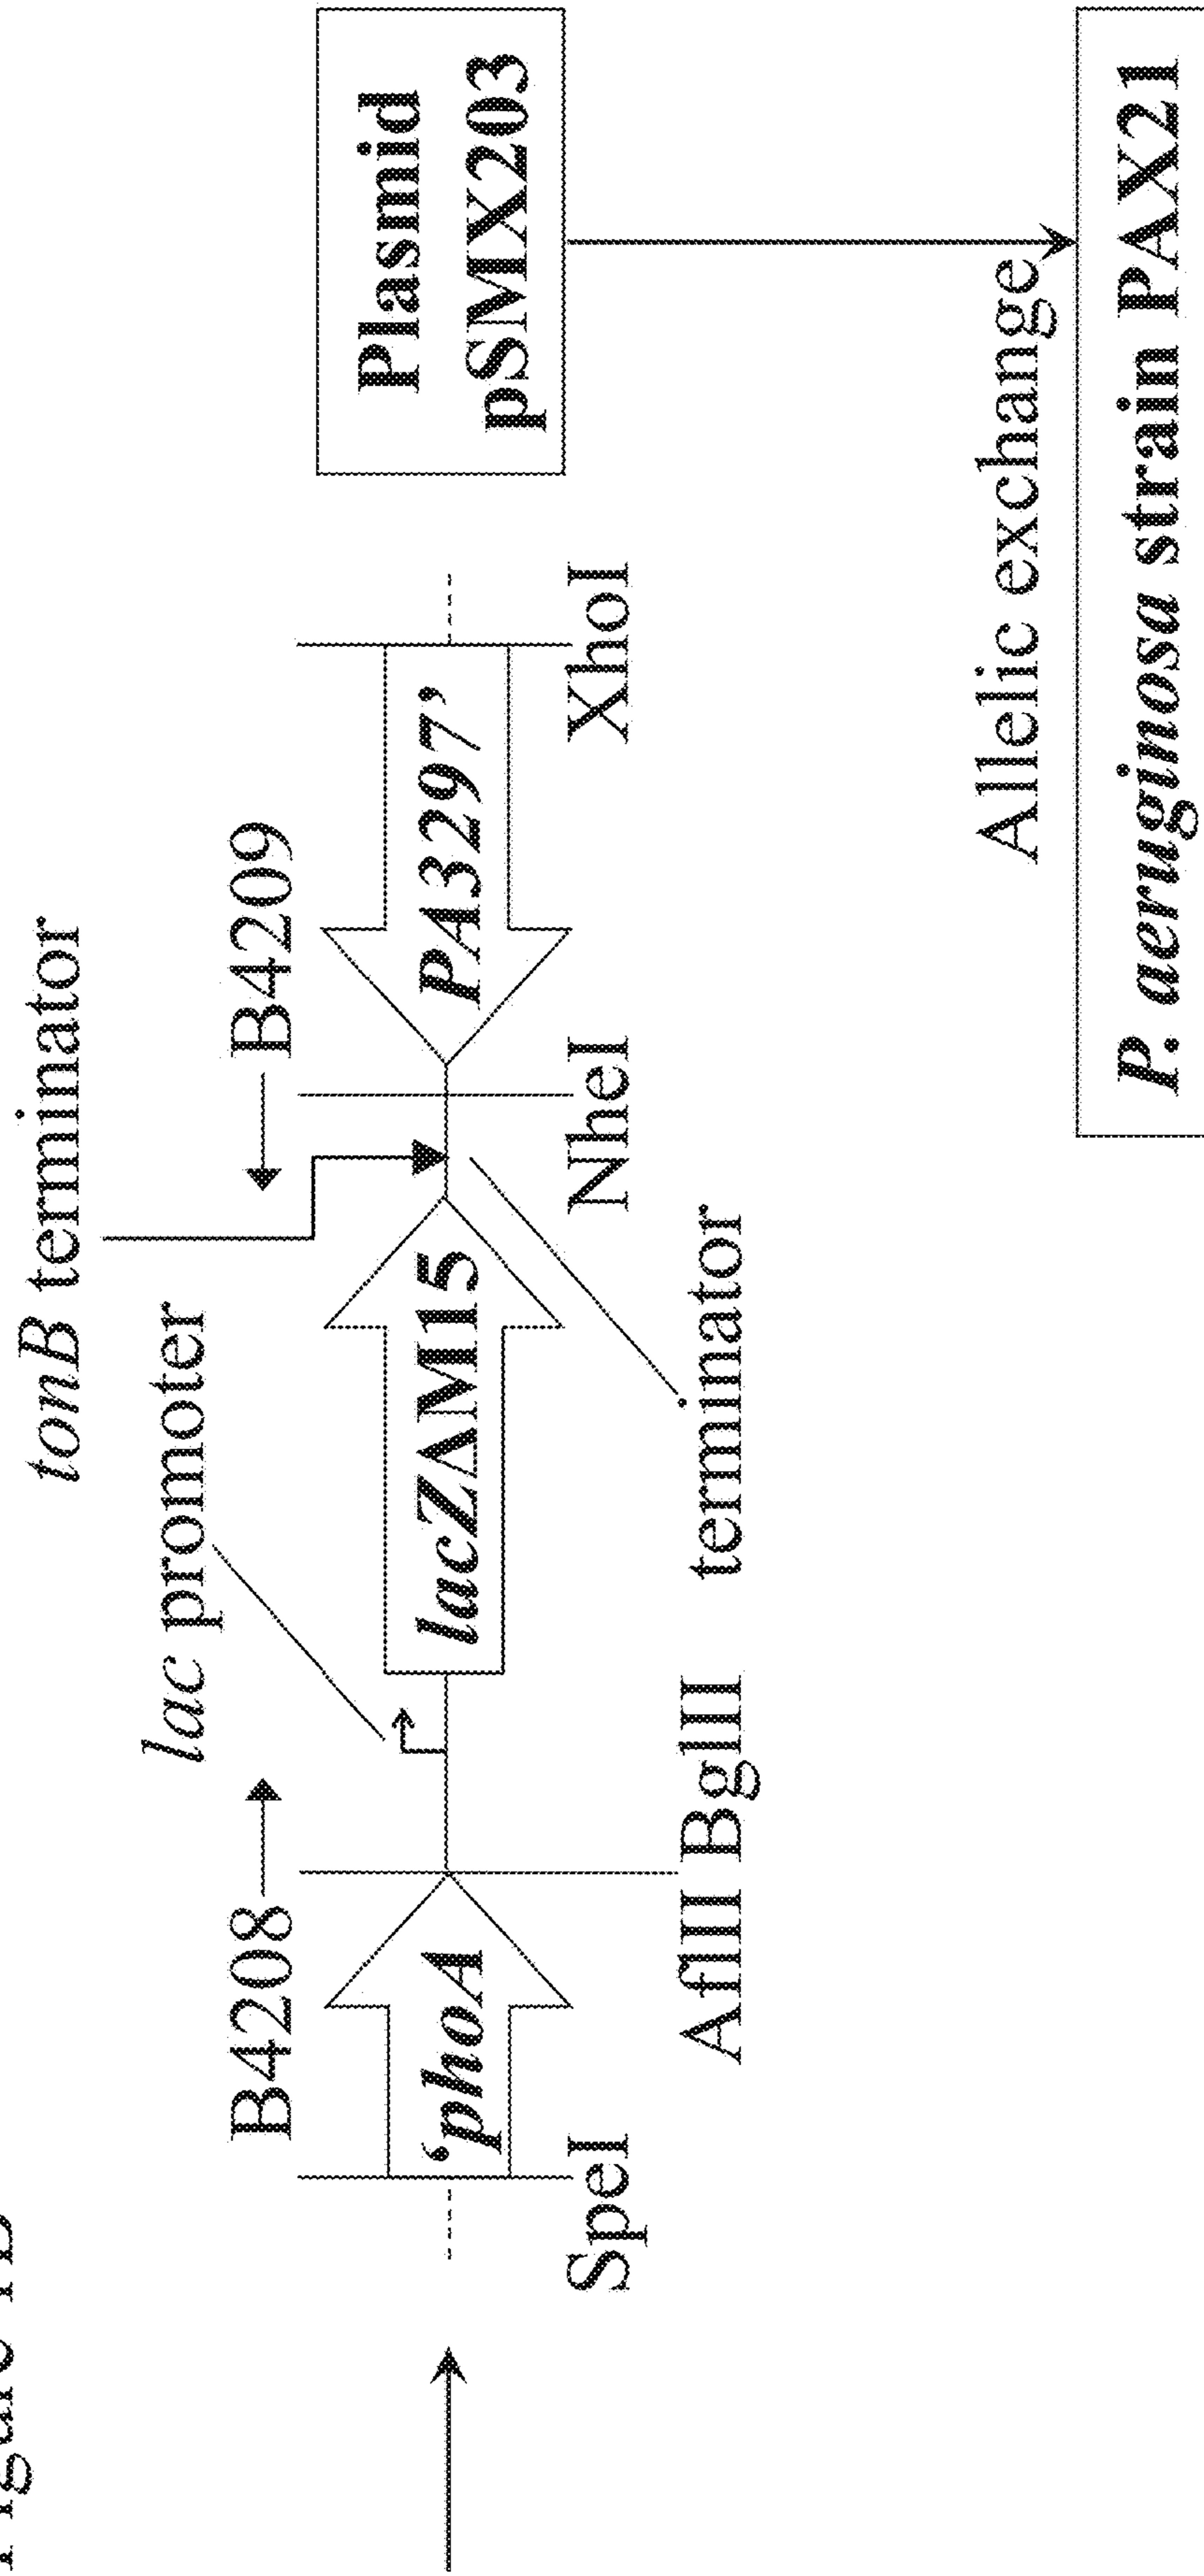 Figure
tonB terminator
lac promoter
B4208
B4209
'phoA
lacZΔM15
PA3297'
Plasmid
pSMX203
SpeI
NheI
XhoI
AflII BglII
terminator
Allelic exchange
P. aeruginosa strain PAX21